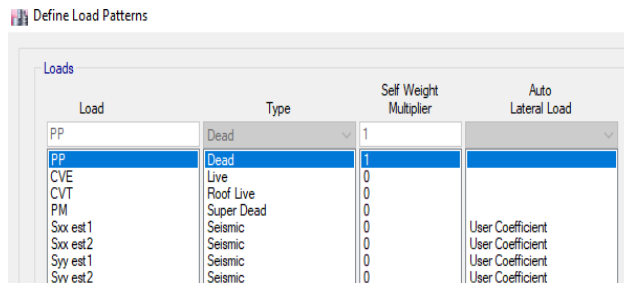 Define Load Patterns
Loads
Load Type Self Weight Multiplier Auto Lateral Load
PP Dead 1
PP Dead 1
CVE Live 0
CVT Roof Live 0
PM Super Dead 0
Sxx est1 Seismic 0 User Coefficient
Sxx est2 Seismic 0 User Coefficient
Syy est1 Seismic 0 User Coefficient
Syy est2 Seismic 0 User Coefficient